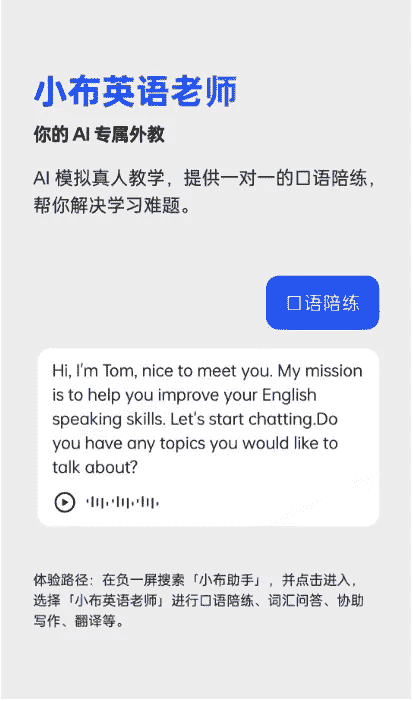 小布英语老师
你的 AI 专属外教
AI 模拟真人教学，提供一对一的口语陪练，
帮你解决学习难题。
口语陪练
Hi, I'm Tom, nice to meet you. My mission
is to help you improve your English
speaking skills. Let's start chatting.Do
you have any topics you would like to
talk about?
体验路径：在负一屏搜索「小布助手」，并点击进入，
选择「小布英语老师」进行口语陪练、词汇问答、协助
写作、翻译等。